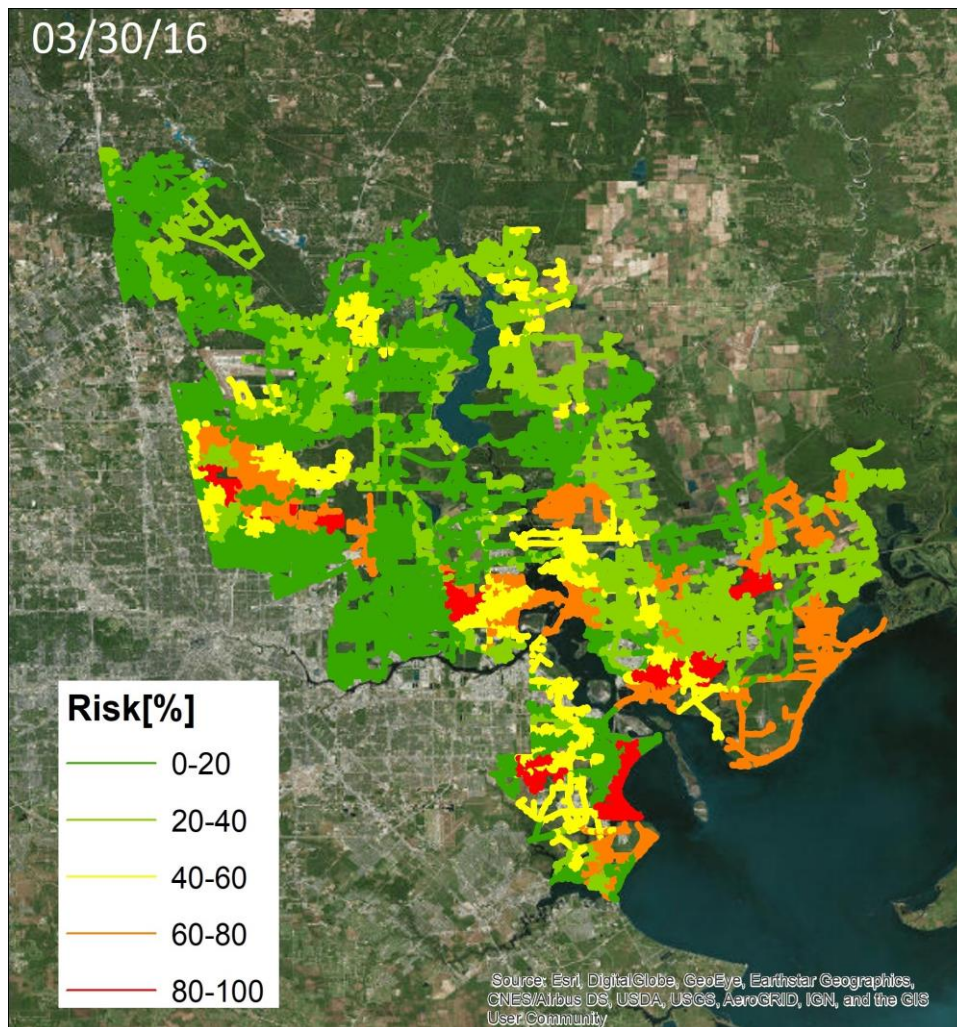 03/30/16
Risk[%]
0-20
20-40
40-60
60-80
80-100
Source: Esri, DigitalGlobe, GeoEye, Earthstar Geographics,
CNES/Airbus DS, USDA, USGS, AeroGRID, IGN, and the GIS
User Community